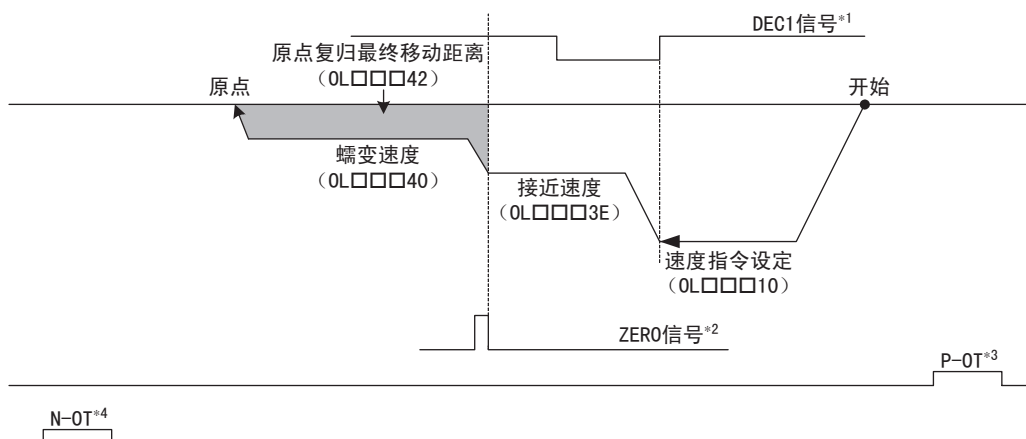 DEC1信号*1
原点复归最终移动距离
（OL□□□42）
原点
开始
蠕变速度
（OL□□□40）
接近速度
（OL□□□3E）
速度指令设定
（OL□□□10）
ZERO信号*2
P-OT*3
N-OT*4